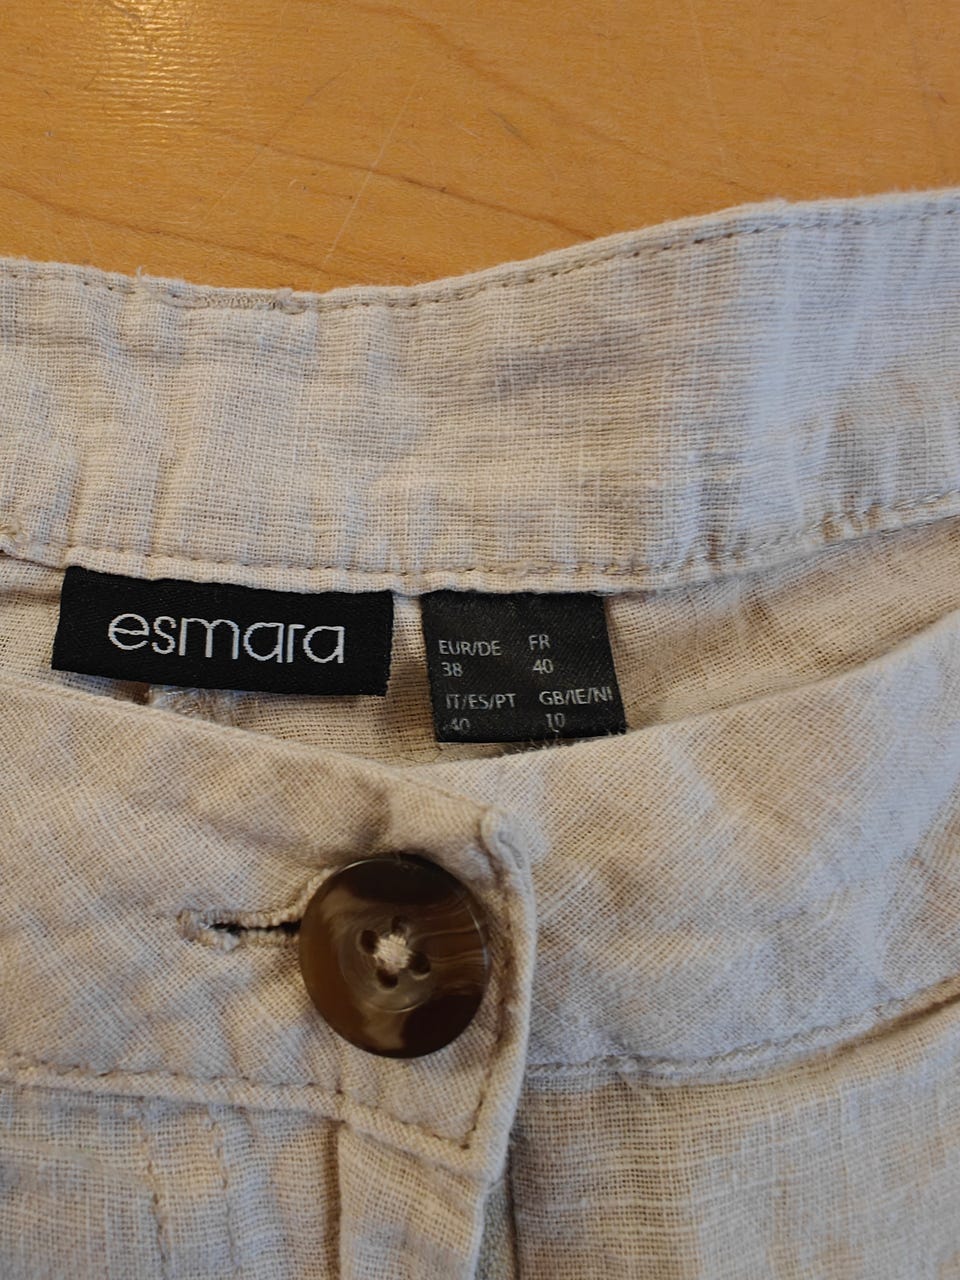 esmara
EUR/DE FR
38 40
IT/ES/PT GB/IE/NI
40 10